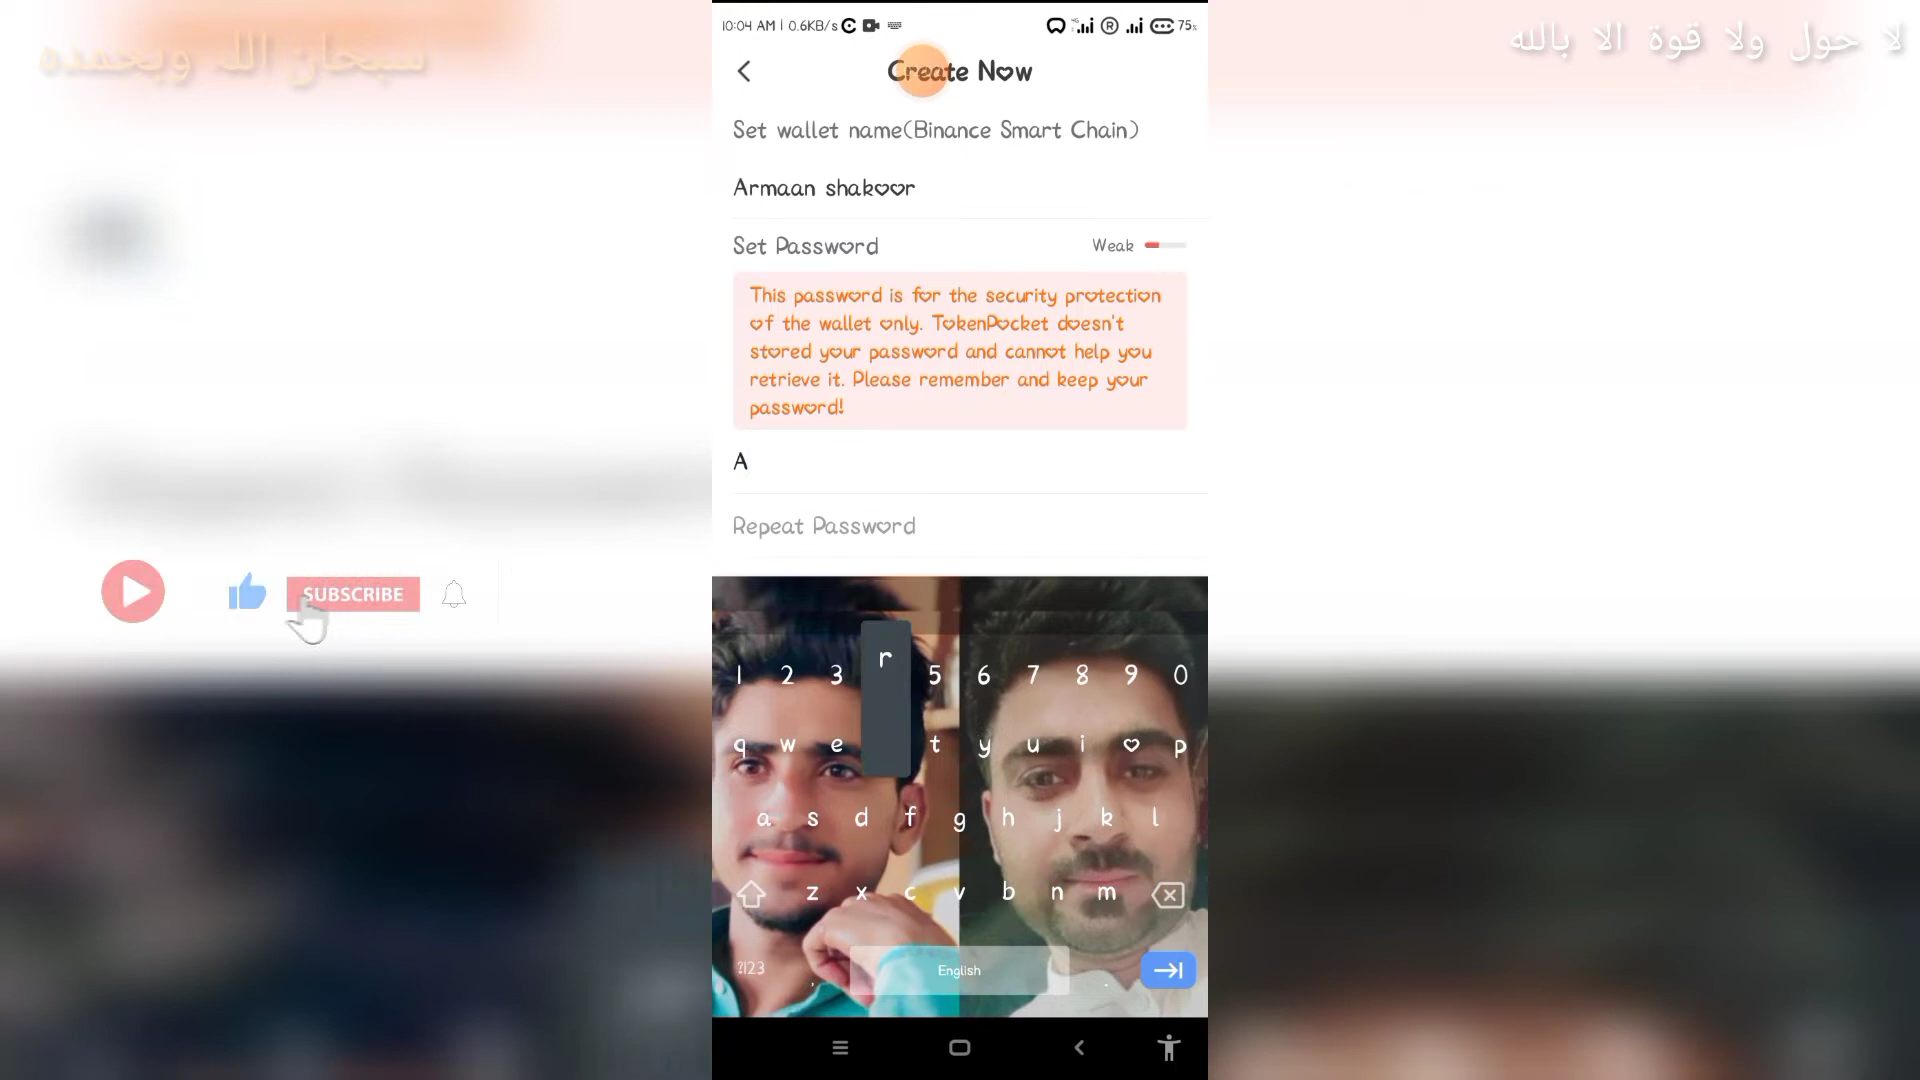 سبحان الله وبحمده
لا حول ولا قوة الا بالله
10:04 AM | 0.6KB/s
75%
Create Now
Set wallet name(Binance Smart Chain)
Armaan shakoor
Set Password
Weak
This password is for the security protection
of the wallet only. TokenPocket doesn't
stored your password and cannot help you
retrieve it. Please remember and keep your
password!
A
Repeat Password
SUBSCRIBE
r
1 2 3 5 6 7 8 9 0
q w e t y u i o p
a s d f g h j k l
z x c v b n m
?123 , English .